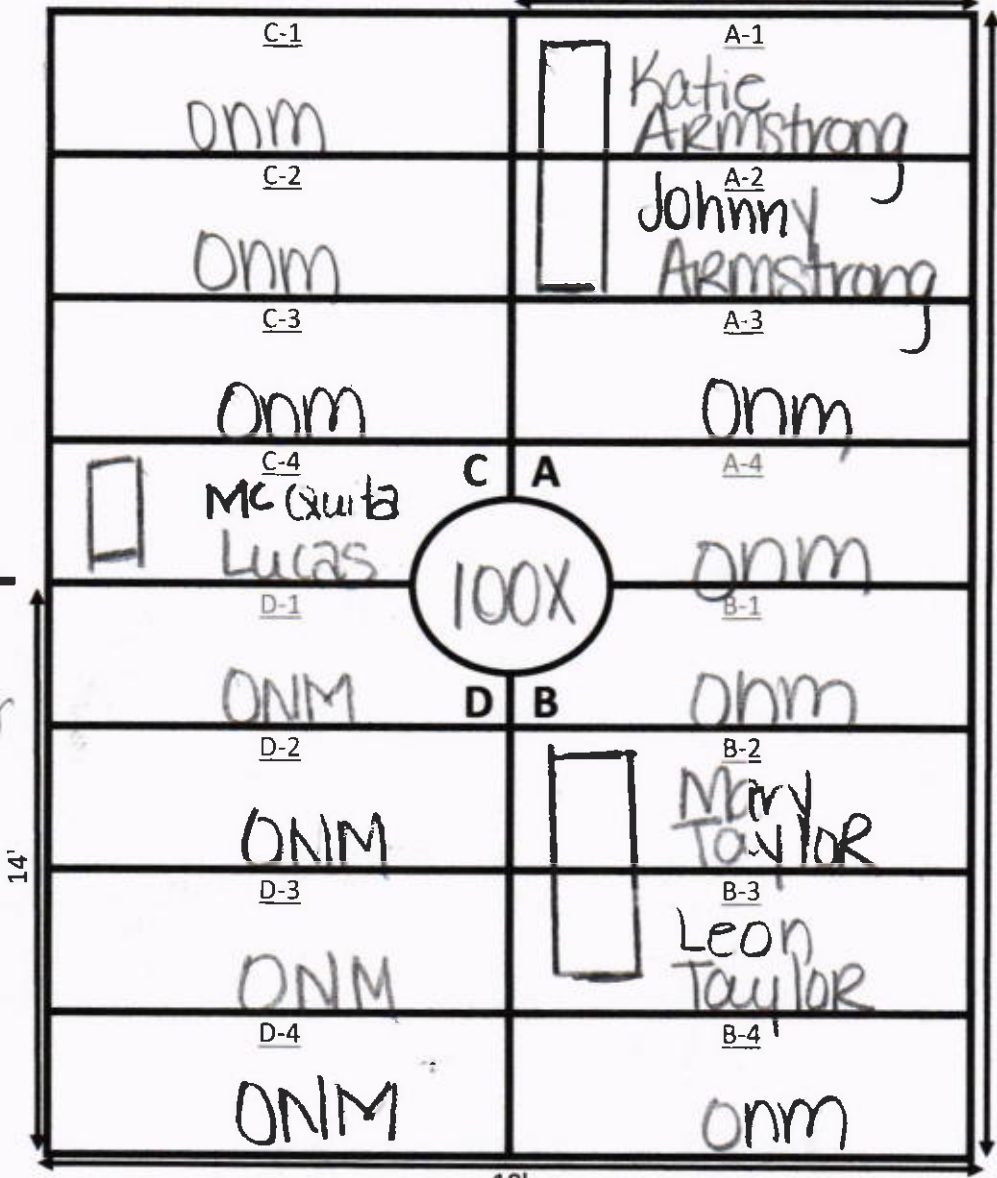 C-1
onm
A-1
Katie
Armstrong
C-2
onm
A-2
Johnny
Armstrong
C-3
onm
A-3
onm
C-4
McQuita
Lucas
C A
A-4
onm
100X
D-1
ONM
B-1
onm
D B
D-2
ONM
B-2
Mary
TayloR
D-3
ONM
B-3
Leon
TayloR
D-4
ONM
B-4
onm
14'